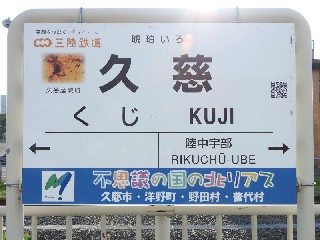 三陸鉄道
琥珀いろ
久慈
くじ KUJI
陸中宇部
RIKUCHŪ-UBE
不思議の国の北リアス
久慈市・洋野町・野田村・普代村